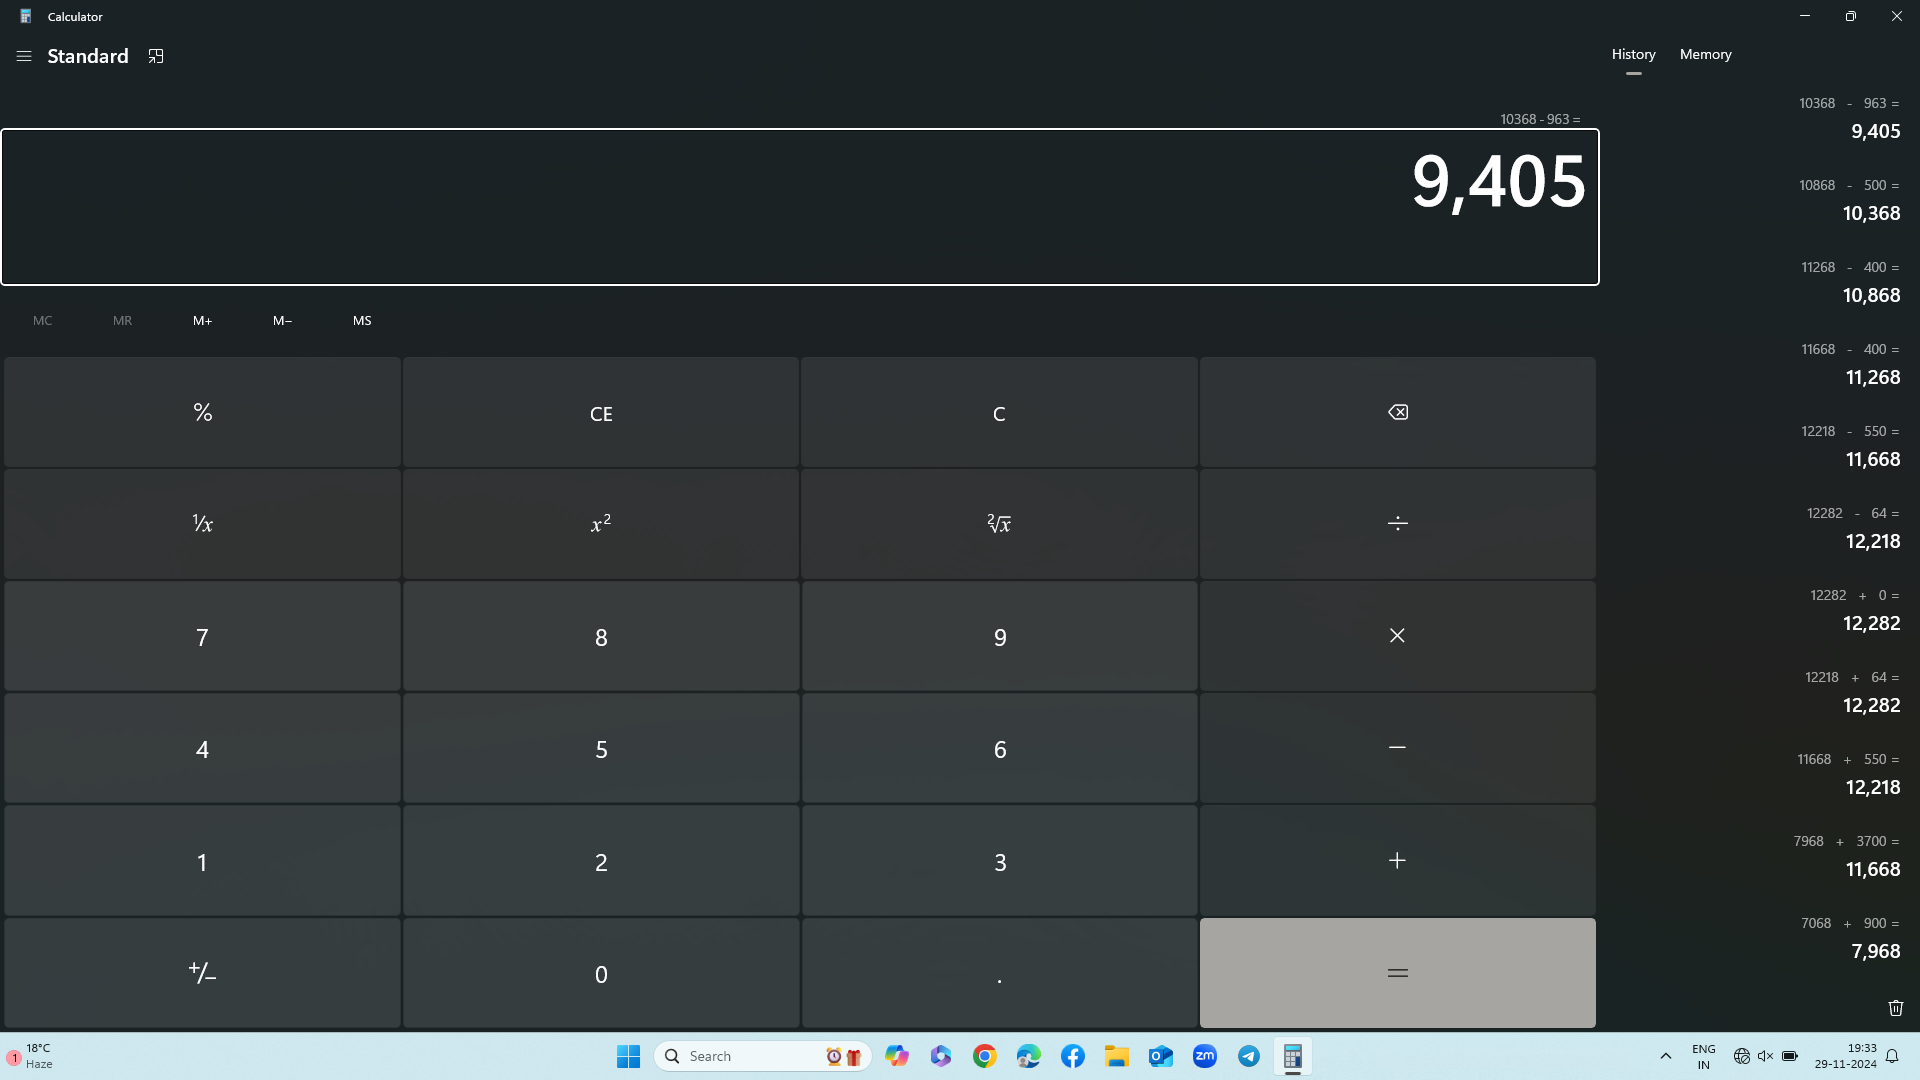 Calculator
Standard
History Memory
10368 - 963 =
9,405
MC MR M+ M− MS
% CE C
¹⁄x x² ²√x ÷
7 8 9 ×
4 5 6 −
1 2 3 +
+/− 0 . =
10368 - 963 =
9,405
10868 - 500 =
10,368
11268 - 400 =
10,868
11668 - 400 =
11,268
12218 - 550 =
11,668
12282 - 64 =
12,218
12282 + 0 =
12,282
12218 + 64 =
12,282
11668 + 550 =
12,218
7968 + 3700 =
11,668
7068 + 900 =
7,968
1
18°C
Haze
Search
zm
ENG
IN
19:33
29-11-2024